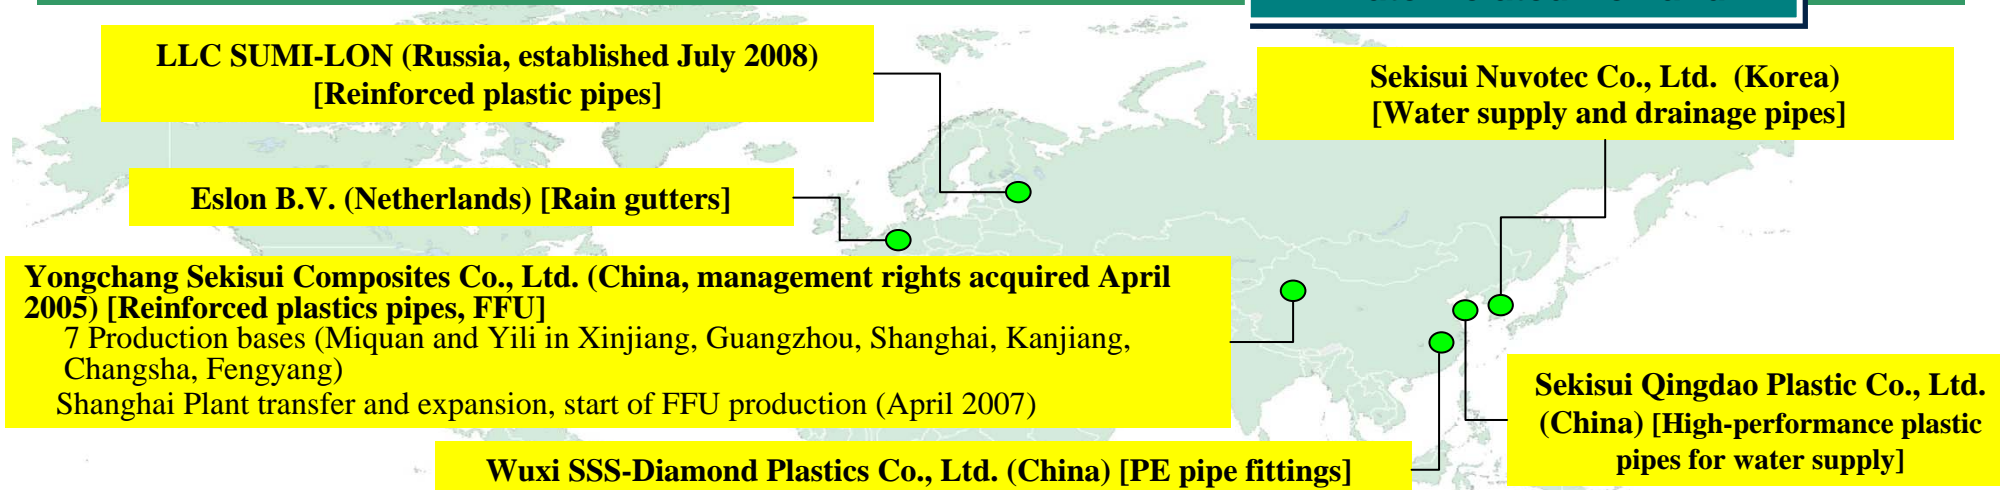 LLC SUMI-LON (Russia, established July 2008)
[Reinforced plastic pipes]
Sekisui Nuvotec Co., Ltd. (Korea)
[Water supply and drainage pipes]
Eslon B.V. (Netherlands) [Rain gutters]
Yongchang Sekisui Composites Co., Ltd. (China, management rights acquired April
2005) [Reinforced plastics pipes, FFU]
7 Production bases (Miquan and Yili in Xinjiang, Guangzhou, Shanghai, Kanjiang,
Changsha, Fengyang)
Shanghai Plant transfer and expansion, start of FFU production (April 2007)
Sekisui Qingdao Plastic Co., Ltd.
(China) [High-performance plastic
pipes for water supply]
Wuxi SSS-Diamond Plastics Co., Ltd. (China) [PE pipe fittings]